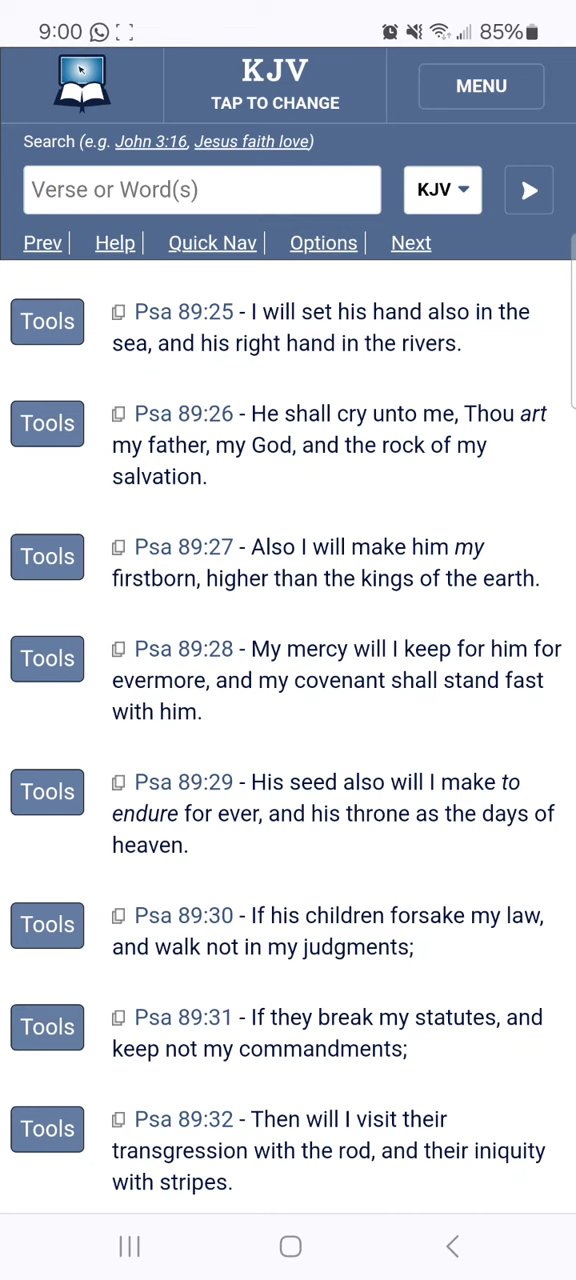 9:00 85%
KJV
TAP TO CHANGE
MENU
Search (e.g. John 3:16, Jesus faith love)
Verse or Word(s)
KJV
Prev | Help | Quick Nav | Options | Next
Tools
Psa 89:25 - I will set his hand also in the
sea, and his right hand in the rivers.
Tools
Psa 89:26 - He shall cry unto me, Thou art
my father, my God, and the rock of my
salvation.
Tools
Psa 89:27 - Also I will make him my
firstborn, higher than the kings of the earth.
Tools
Psa 89:28 - My mercy will I keep for him for
evermore, and my covenant shall stand fast
with him.
Tools
Psa 89:29 - His seed also will I make to
endure for ever, and his throne as the days of
heaven.
Tools
Psa 89:30 - If his children forsake my law,
and walk not in my judgments;
Tools
Psa 89:31 - If they break my statutes, and
keep not my commandments;
Tools
Psa 89:32 - Then will I visit their
transgression with the rod, and their iniquity
with stripes.